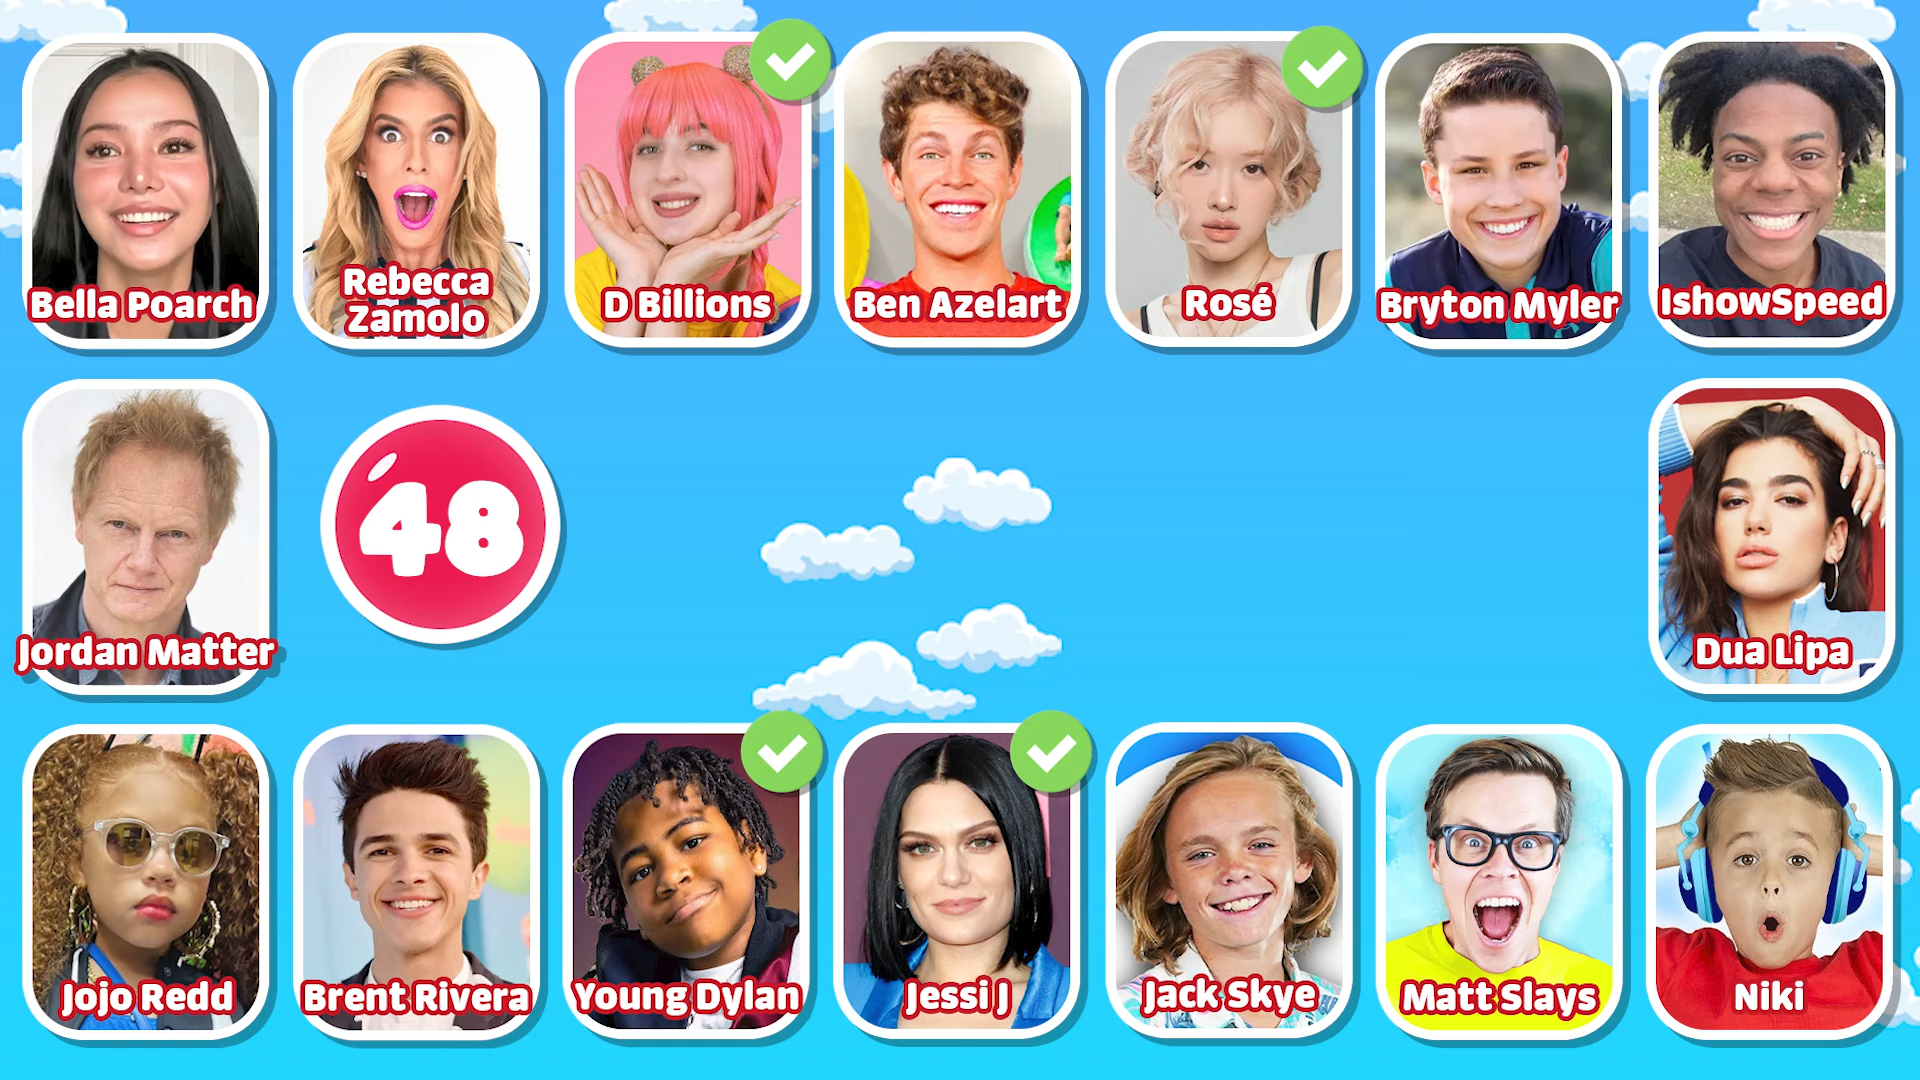 Bella Poarch
Rebecca
Zamolo
D Billions
Ben Azelart
Rosé
Bryton Myler
IshowSpeed
Jordan Matter
48
Dua Lipa
Jojo Redd
Brent Rivera
Young Dylan
Jessi J
Jack Skye
Matt Slays
Niki